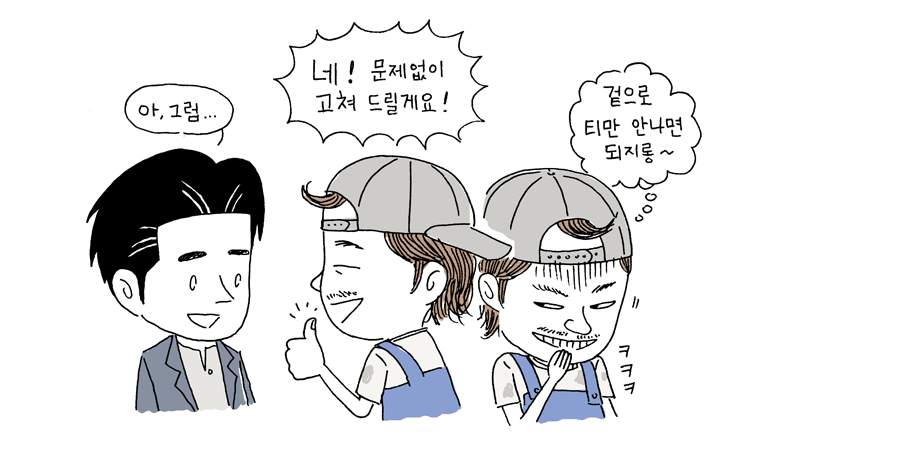 아, 그럼...
네! 문제없이
고쳐 드릴게요!
겉으로
티만 안나면
되지롱~
ㅋ
ㅋ
ㅋ